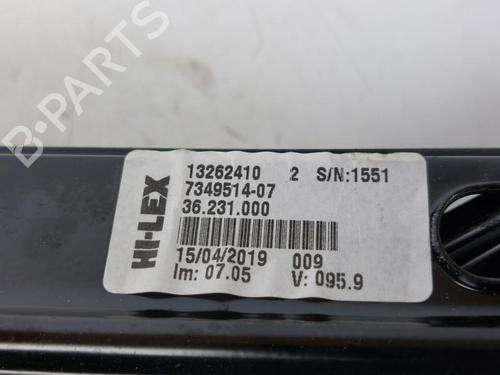 HI-LEX
13262410 2 S/N:1551
7349514-07
36.231.000
15/04/2019 009
Im: 07.05 V: 095.9